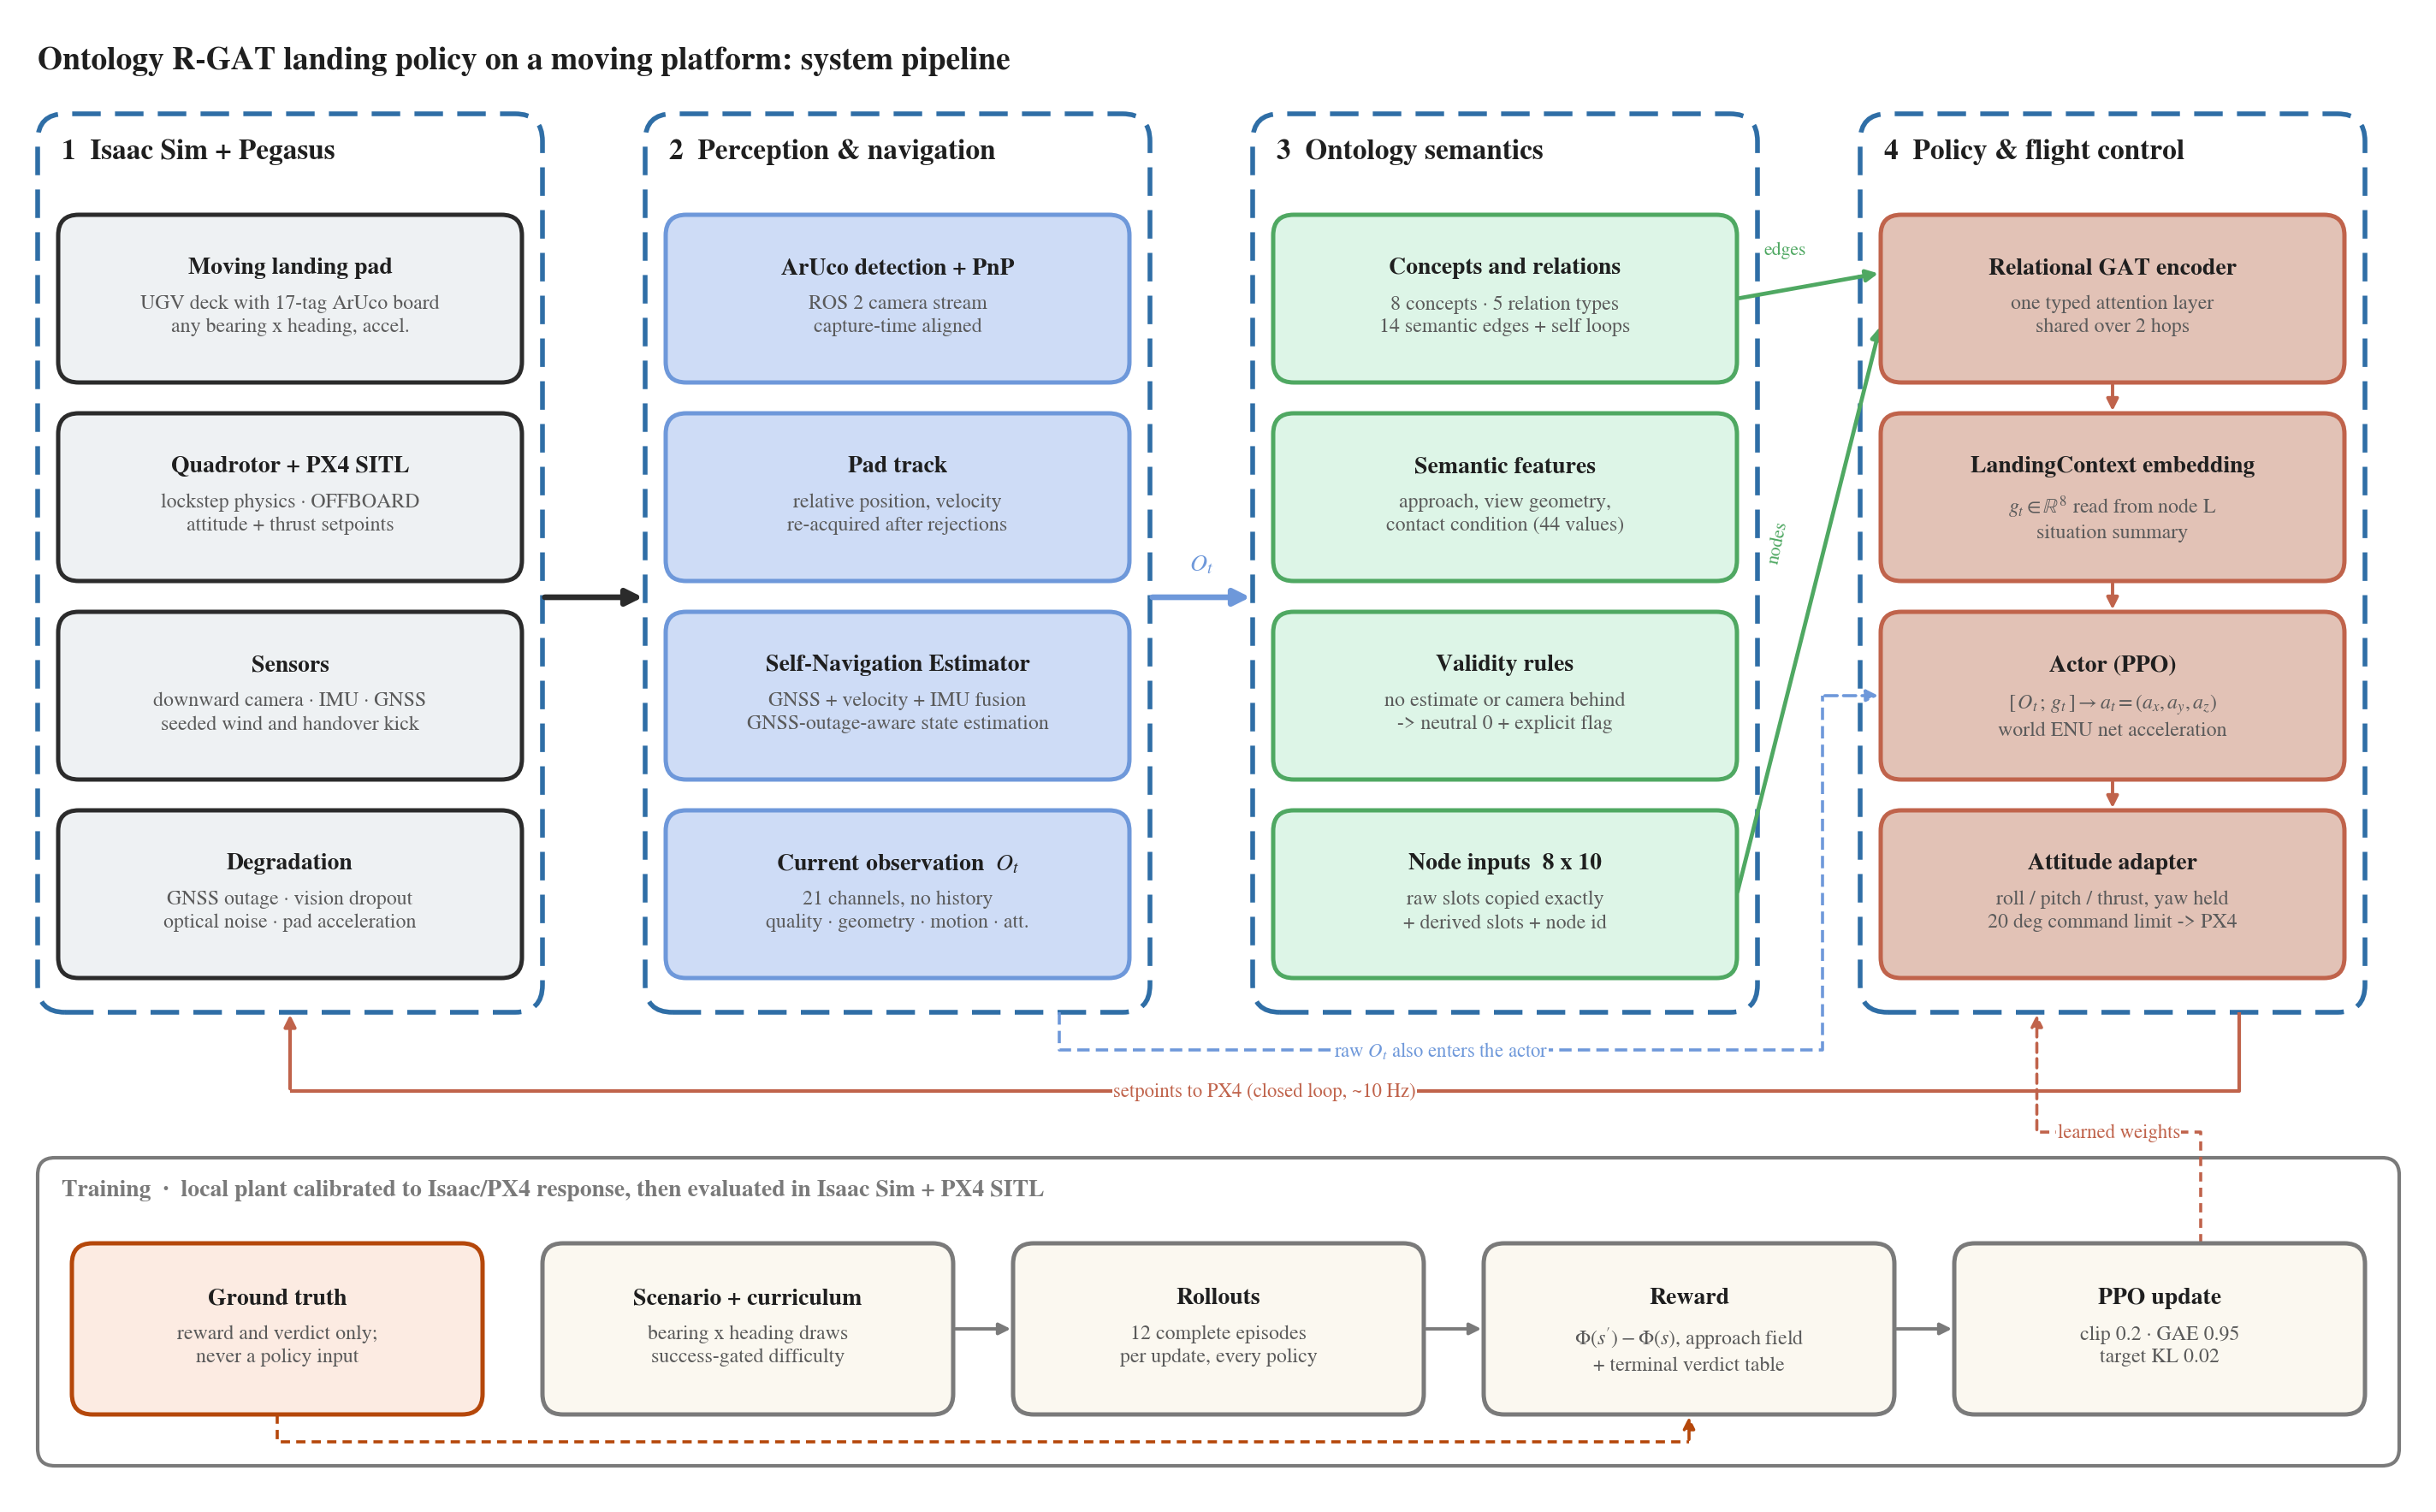 Ontology R-GAT landing policy on a moving platform: system pipeline
1 Isaac Sim + Pegasus
Moving landing pad
UGV deck with 17-tag ArUco board
any bearing x heading, accel.
Quadrotor + PX4 SITL
lockstep physics · OFFBOARD
attitude + thrust setpoints
Sensors
downward camera · IMU · GNSS
seeded wind and handover kick
Degradation
GNSS outage · vision dropout
optical noise · pad acceleration
2 Perception & navigation
ArUco detection + PnP
ROS 2 camera stream
capture-time aligned
Pad track
relative position, velocity
re-acquired after rejections
Self-Navigation Estimator
GNSS + velocity + IMU fusion
GNSS-outage-aware state estimation
Current observation Oₜ
21 channels, no history
quality · geometry · motion · att.
Oₜ
3 Ontology semantics
Concepts and relations
8 concepts · 5 relation types
14 semantic edges + self loops
Semantic features
approach, view geometry,
contact condition (44 values)
Validity rules
no estimate or camera behind
-> neutral 0 + explicit flag
Node inputs 8 x 10
raw slots copied exactly
+ derived slots + node id
edges
nodes
4 Policy & flight control
Relational GAT encoder
one typed attention layer
shared over 2 hops
LandingContext embedding
gₜ ∈ ℝ⁸ read from node L
situation summary
Actor (PPO)
[Oₜ; gₜ] → aₜ = (aₓ, a_y, a_z)
world ENU net acceleration
Attitude adapter
roll / pitch / thrust, yaw held
20 deg command limit -> PX4
raw Oₜ also enters the actor
setpoints to PX4 (closed loop, ~10 Hz)
learned weights
Training · local plant calibrated to Isaac/PX4 response, then evaluated in Isaac Sim + PX4 SITL
Ground truth
reward and verdict only;
never a policy input
Scenario + curriculum
bearing x heading draws
success-gated difficulty
Rollouts
12 complete episodes
per update, every policy
Reward
Φ(s′) − Φ(s), approach field
+ terminal verdict table
PPO update
clip 0.2 · GAE 0.95
target KL 0.02